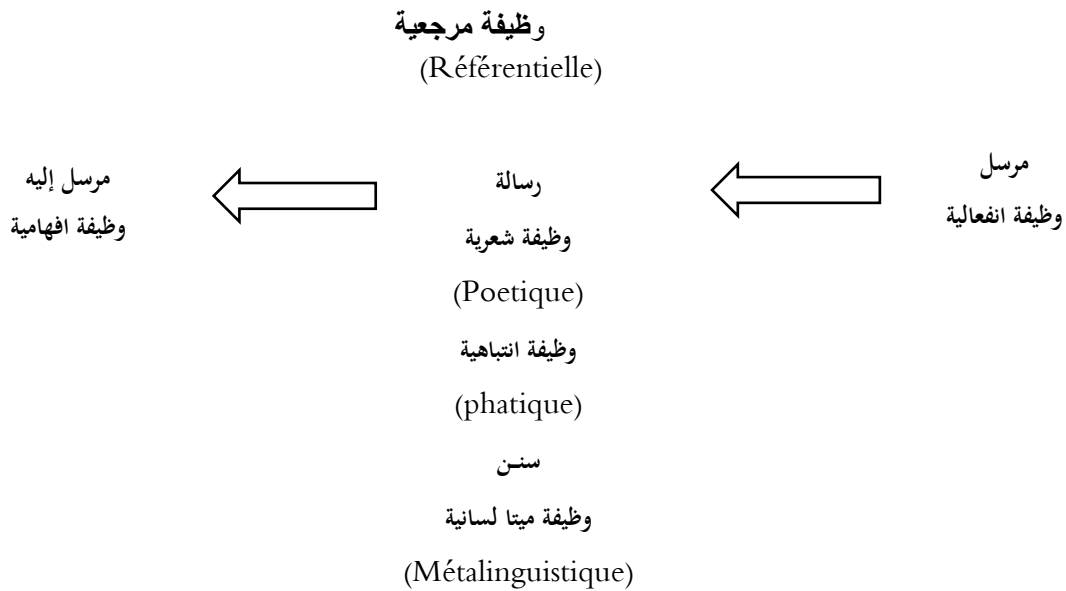 وظيفة مرجعية
(Référentielle)
مرسل
وظيفة انفعالية
رسالة
وظيفة شعرية
(Poetique)
وظيفة انتباهية
(phatique)
سنـن
وظيفة ميتا لسانية
(Métalinguistique)
مرسل إليه
وظيفة افهامية